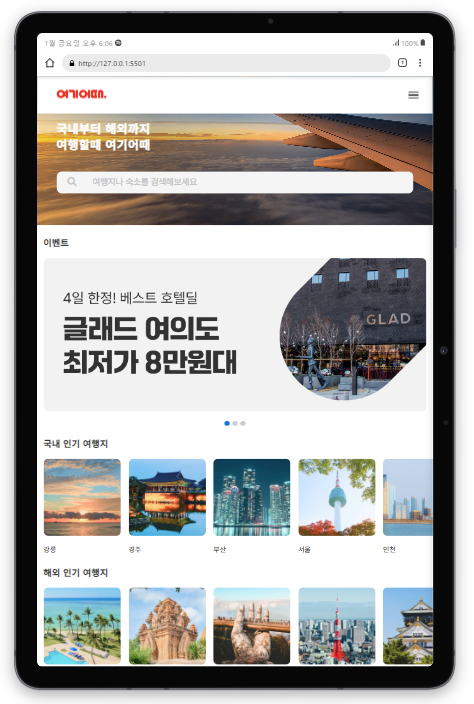 1월 금요일 오후 6:06
100%
http://127.0.0.1:5501
1
여기어때.
국내부터 해외까지
여행할때 여기어때
여행지나 숙소를 검색해보세요
이벤트
4일 한정! 베스트 호텔딜
글래드 여의도
최저가 8만원대
GLAD
국내 인기 여행지
강릉
경주
부산
서울
인천
해외 인기 여행지